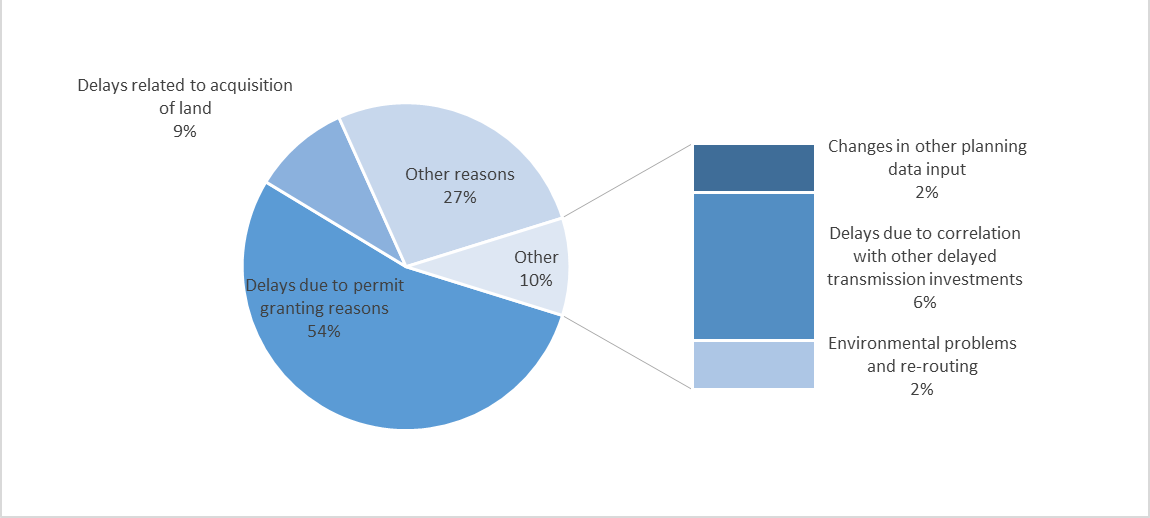 Delays related to acquisition
of land
9%
Other reasons
27%
Other
10%
Delays due to permit
granting reasons
54%
Changes in other planning
data input
2%
Delays due to correlation
with other delayed
transmission investments
6%
Environmental problems
and re-routing
2%